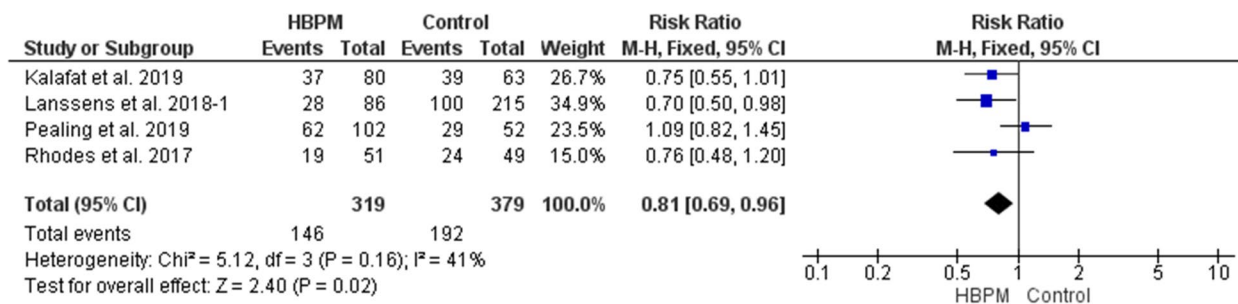 HBPM Control Risk Ratio Risk Ratio
Study or Subgroup Events Total Events Total Weight M-H, Fixed, 95% CI M-H, Fixed, 95% CI
Kalafat et al. 2019 37 80 39 63 26.7% 0.75 [0.55, 1.01]
Lanssens et al. 2018-1 28 86 100 215 34.9% 0.70 [0.50, 0.98]
Pealing et al. 2019 62 102 29 52 23.5% 1.09 [0.82, 1.45]
Rhodes et al. 2017 19 51 24 49 15.0% 0.76 [0.48, 1.20]
Total (95% CI) 319 379 100.0% 0.81 [0.69, 0.96]
Total events 146 192
Heterogeneity: Chi² = 5.12, df = 3 (P = 0.16); I² = 41%
Test for overall effect: Z = 2.40 (P = 0.02)
0.1 0.2 0.5 1 2 5 10
HBPM Control